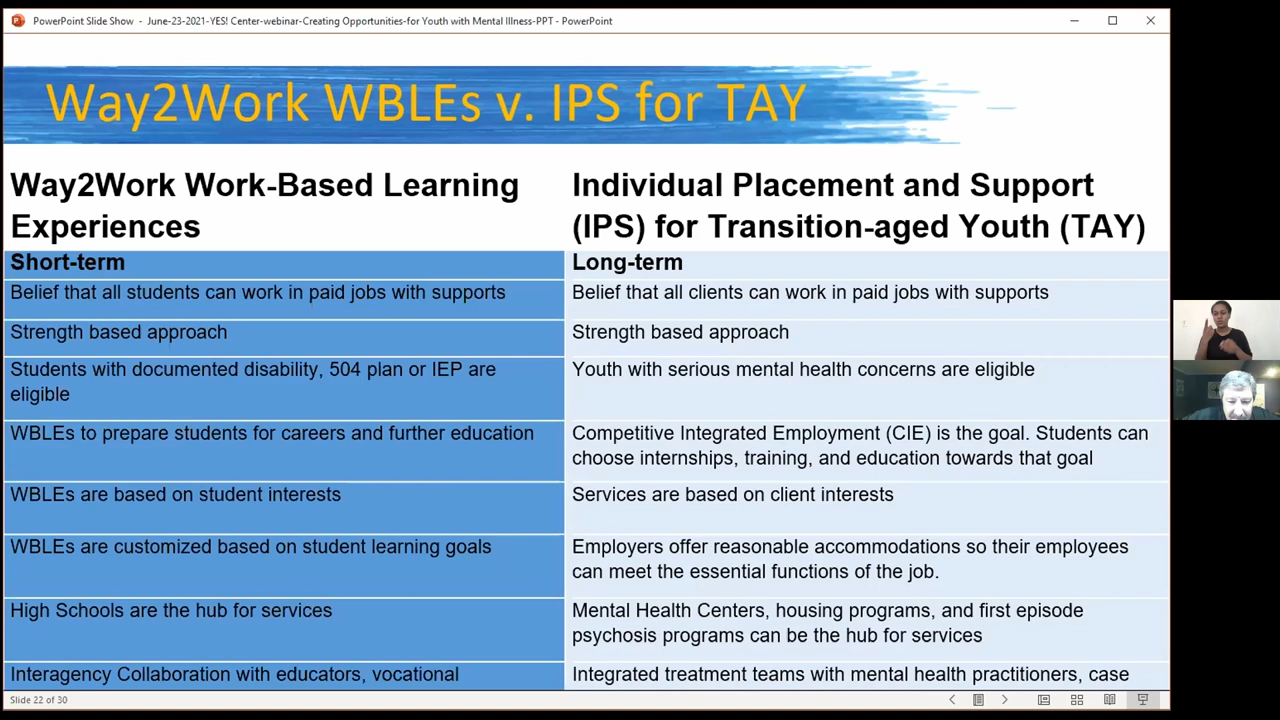 PowerPoint Slide Show - June-23-2021-YES! Center-webinar-Creating Opportunities-for Youth with Mental Illness-PPT - PowerPoint
Way2Work WBLEs v. IPS for TAY
Way2Work Work-Based Learning
Experiences
Individual Placement and Support
(IPS) for Transition-aged Youth (TAY)
Short-term
Long-term
Belief that all students can work in paid jobs with supports
Belief that all clients can work in paid jobs with supports
Strength based approach
Strength based approach
Students with documented disability, 504 plan or IEP are
eligible
Youth with serious mental health concerns are eligible
WBLEs to prepare students for careers and further education
Competitive Integrated Employment (CIE) is the goal. Students can
choose internships, training, and education towards that goal
WBLEs are based on student interests
Services are based on client interests
WBLEs are customized based on student learning goals
Employers offer reasonable accommodations so their employees
can meet the essential functions of the job.
High Schools are the hub for services
Mental Health Centers, housing programs, and first episode
psychosis programs can be the hub for services
Interagency Collaboration with educators, vocational
Integrated treatment teams with mental health practitioners, case
Slide 22 of 30